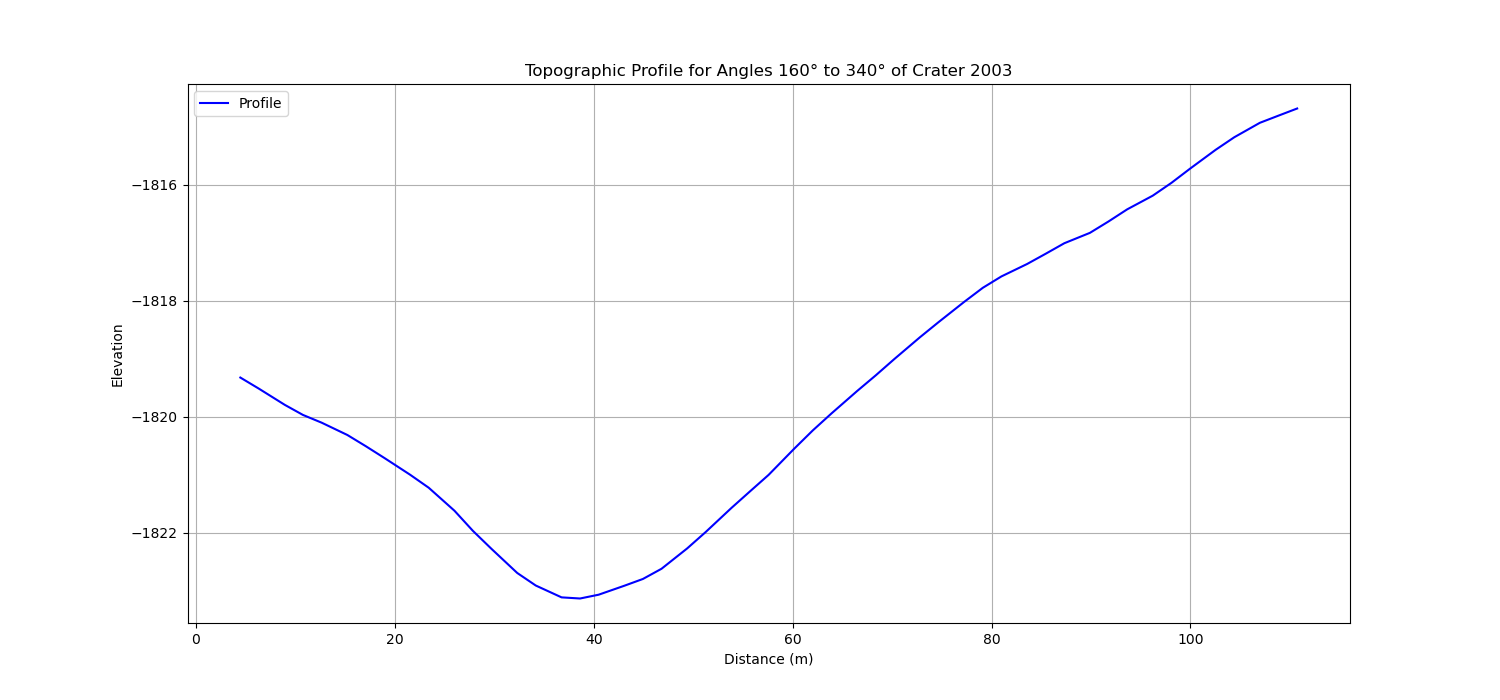 Topographic Profile for Angles 160° to 340° of Crater 2003
Profile
−1816
−1818
−1820
−1822
Elevation
0 20 40 60 80 100
Distance (m)